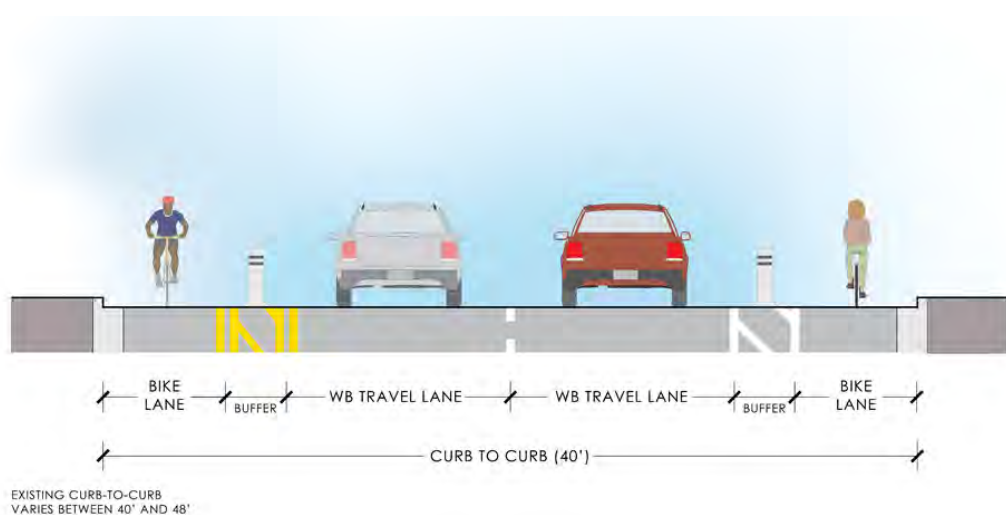 BIKE
LANE
BUFFER
WB TRAVEL LANE
WB TRAVEL LANE
BUFFER
BIKE
LANE
CURB TO CURB (40')
EXISTING CURB-TO-CURB
VARIES BETWEEN 40' AND 48'